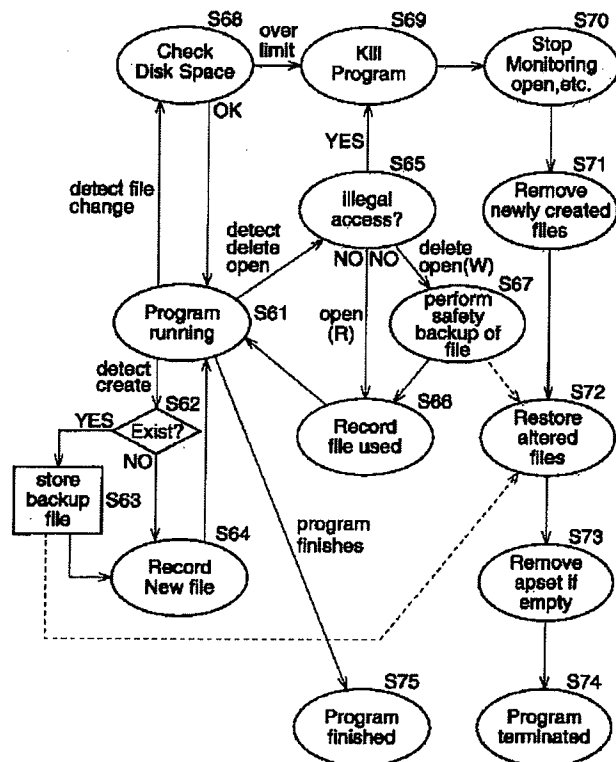 S68
Check
Disk Space
over
limit
S69
Kill
Program
S70
Stop
Monitoring
open,etc.
OK
YES
S65
illegal
access?
S71
Remove
newly created
files
detect file
change
detect
delete
open
NO NO
delete
open(W)
S67
perform
safety
backup of
file
Program
running
S61
open
(R)
detect
create
S62
Exist?
YES
NO
S66
Record
file used
S72
Restore
altered
files
store
backup
file
S63
S64
Record
New file
program
finishes
S73
Remove
apset if
empty
S75
Program
finished
S74
Program
terminated